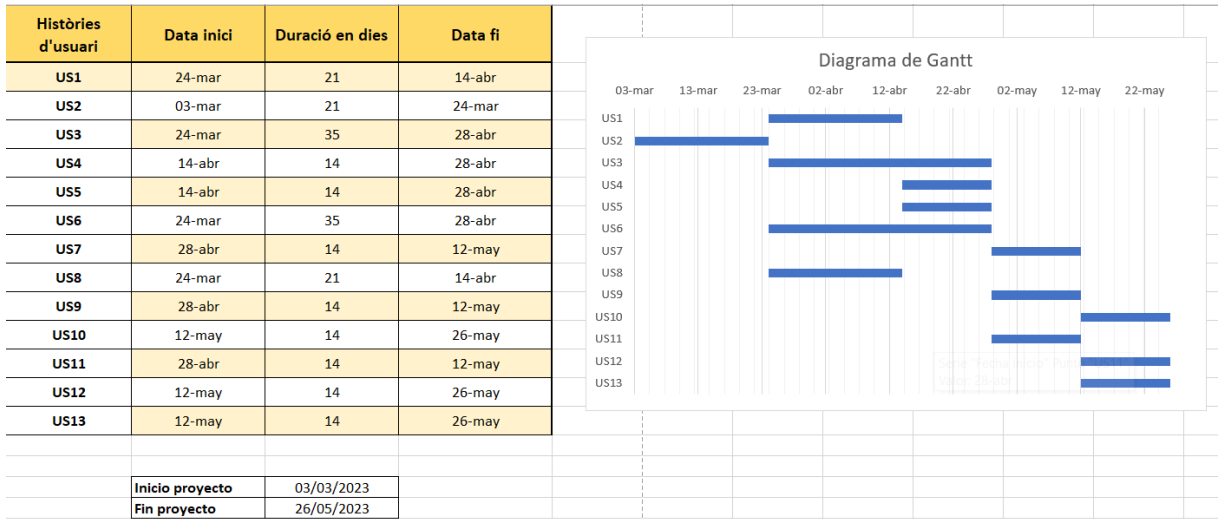 Històries d'usuari Data inici Duració en dies Data fi
US1 24-mar 21 14-abr
US2 03-mar 21 24-mar
US3 24-mar 35 28-abr
US4 14-abr 14 28-abr
US5 14-abr 14 28-abr
US6 24-mar 35 28-abr
US7 28-abr 14 12-may
US8 24-mar 21 14-abr
US9 28-abr 14 12-may
US10 12-may 14 26-may
US11 28-abr 14 12-may
US12 12-may 14 26-may
US13 12-may 14 26-may
Inicio proyecto 03/03/2023
Fin proyecto 26/05/2023
Diagrama de Gantt
03-mar 13-mar 23-mar 02-abr 12-abr 22-abr 02-may 12-may 22-may
US1
US2
US3
US4
US5
US6
US7
US8
US9
US10
US11
US12
US13